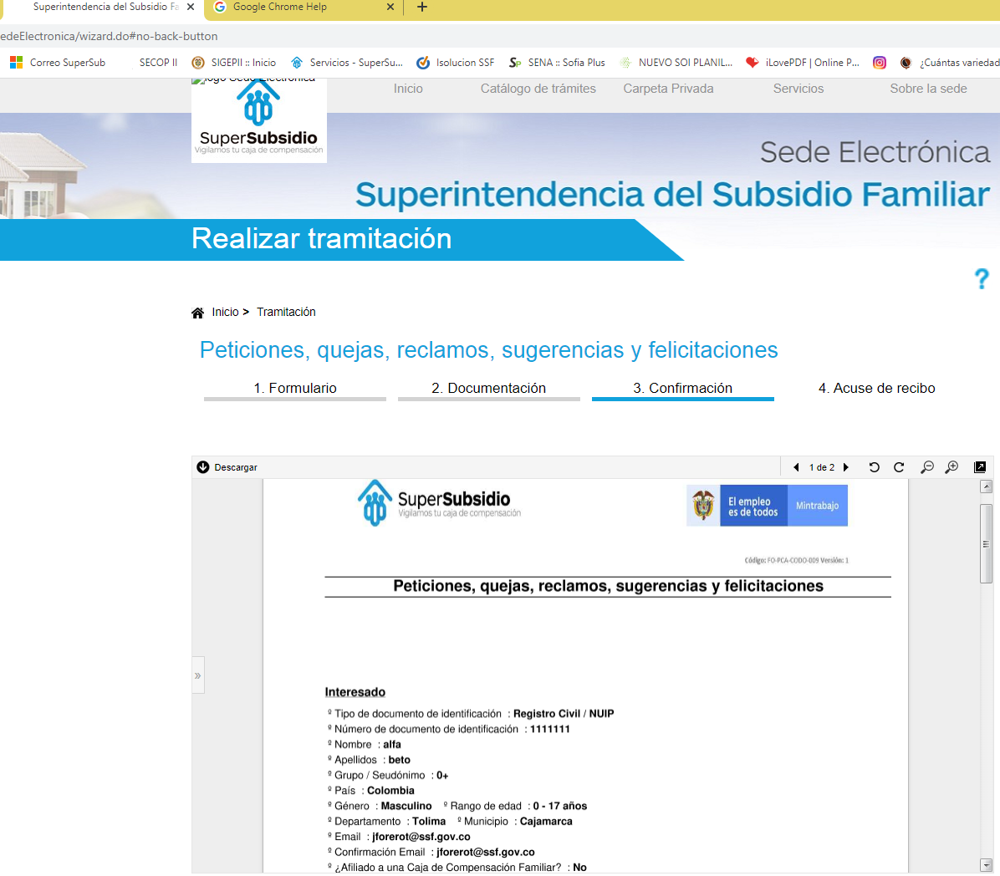 Superintendencia del Subsidio Fa
Google Chrome Help
edeElectronica/wizard.do#no-back-button
Correo SuperSub SECOP II SIGEPII :: Inicio Servicios - SuperSu... Isolucion SSF SENA :: Sofia Plus NUEVO SOI PLANIL... iLovePDF | Online P... ¿Cuántas variedad
logo Sede Electronica
Inicio Catálogo de trámites Carpeta Privada Servicios Sobre la sede
SuperSubsidio
Vigilamos tu caja de compensación
Sede Electrónica
Superintendencia del Subsidio Familiar
Realizar tramitación
?
Inicio > Tramitación
Peticiones, quejas, reclamos, sugerencias y felicitaciones
1. Formulario 2. Documentación 3. Confirmación 4. Acuse de recibo
Descargar 1 de 2
SuperSubsidio
Vigilamos tu caja de compensación
El empleo
es de todos
Mintrabajo
Código: FO-PCA-CODO-009 Versión: 1
Peticiones, quejas, reclamos, sugerencias y felicitaciones
»
Interesado
º Tipo de documento de identificación : Registro Civil / NUIP
º Número de documento de identificación : 1111111
º Nombre : alfa
º Apellidos : beto
º Grupo / Seudónimo : 0+
º País : Colombia
º Género : Masculino º Rango de edad : 0 - 17 años
º Departamento : Tolima º Municipio : Cajamarca
º Email : jforerot@ssf.gov.co
º Confirmación Email : jforerot@ssf.gov.co
º ¿Afiliado a una Caja de Compensación Familiar? : No